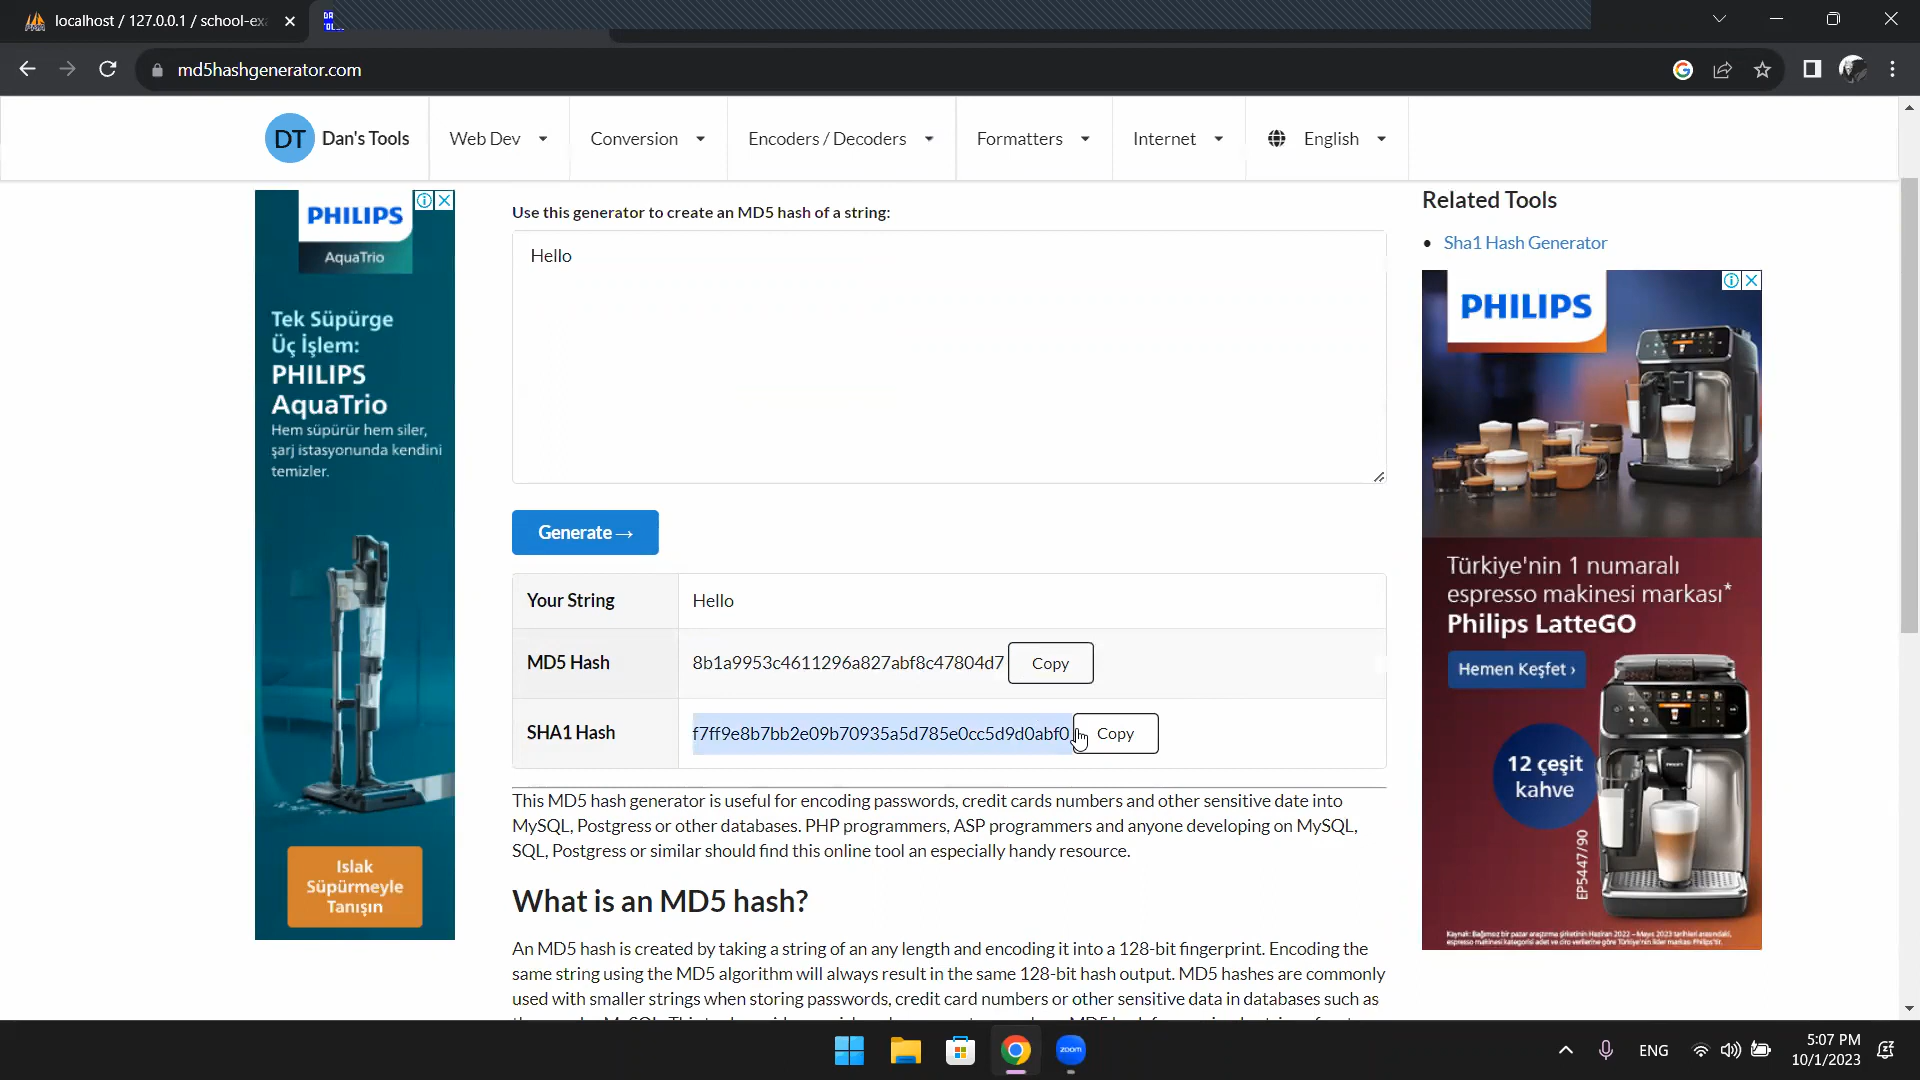 localhost / 127.0.0.1 / school-exa
md5hashgenerator.com
DT Dan's Tools
Web Dev
Conversion
Encoders / Decoders
Formatters
Internet
English
PHILIPS
AquaTrio
Tek Süpürge
Üç İşlem:
PHILIPS
AquaTrio
Hem süpürür hem siler,
şarj istasyonunda kendini
temizler.
Islak
Süpürmeyle
Tanışın
Use this generator to create an MD5 hash of a string:
Hello
Generate →
Your String Hello
MD5 Hash 8b1a9953c4611296a827abf8c47804d7 Copy
SHA1 Hash f7ff9e8b7bb2e09b70935a5d785e0cc5d9d0abf0 Copy
This MD5 hash generator is useful for encoding passwords, credit cards numbers and other sensitive date into
MySQL, Postgress or other databases. PHP programmers, ASP programmers and anyone developing on MySQL,
SQL, Postgress or similar should find this online tool an especially handy resource.
What is an MD5 hash?
An MD5 hash is created by taking a string of an any length and encoding it into a 128-bit fingerprint. Encoding the
same string using the MD5 algorithm will always result in the same 128-bit hash output. MD5 hashes are commonly
used with smaller strings when storing passwords, credit card numbers or other sensitive data in databases such as
Related Tools
Sha1 Hash Generator
PHILIPS
Türkiye'nin 1 numaralı
espresso makinesi markası*
Philips LatteGO
Hemen Keşfet ›
12 çeşit
kahve
EP5447/90
zoom
ENG
5:07 PM
10/1/2023